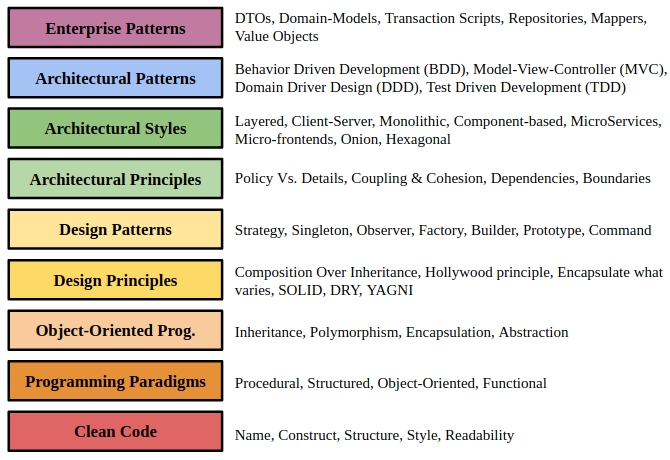 Enterprise Patterns
DTOs, Domain-Models, Transaction Scripts, Repositories, Mappers,
Value Objects
Architectural Patterns
Behavior Driven Development (BDD), Model-View-Controller (MVC),
Domain Driver Design (DDD), Test Driven Development (TDD)
Architectural Styles
Layered, Client-Server, Monolithic, Component-based, MicroServices,
Micro-frontends, Onion, Hexagonal
Architectural Principles
Policy Vs. Details, Coupling & Cohesion, Dependencies, Boundaries
Design Patterns
Strategy, Singleton, Observer, Factory, Builder, Prototype, Command
Design Principles
Composition Over Inheritance, Hollywood principle, Encapsulate what
varies, SOLID, DRY, YAGNI
Object-Oriented Prog.
Inheritance, Polymorphism, Encapsulation, Abstraction
Programming Paradigms
Procedural, Structured, Object-Oriented, Functional
Clean Code
Name, Construct, Structure, Style, Readability